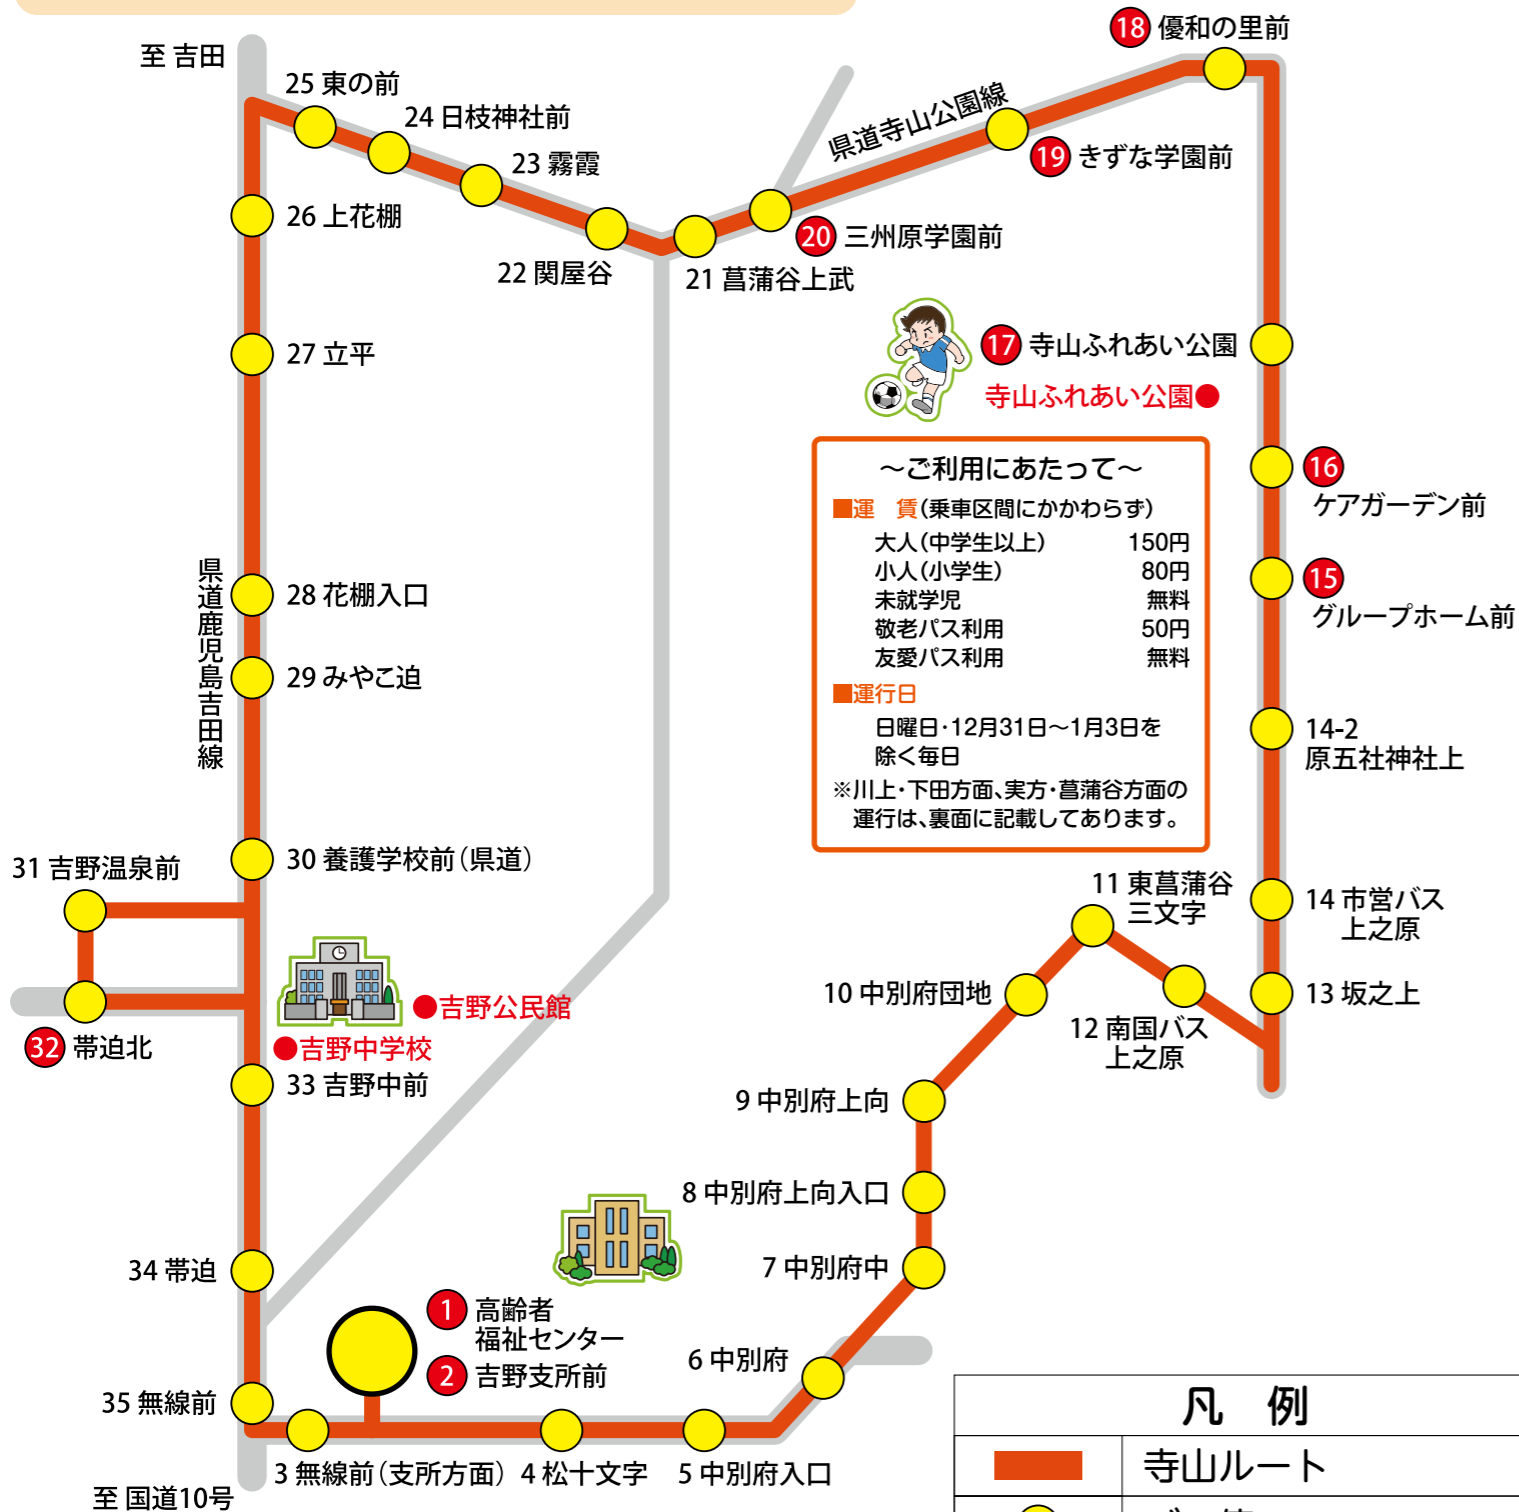 18 優和の里前
至 吉田
25 東の前
24 日枝神社前
23 霧霞
県道寺山公園線
19 きずな学園前
26 上花棚
20 三州原学園前
22 関屋谷
21 菖蒲谷上武
27 立平
17 寺山ふれあい公園
寺山ふれあい公園●
16
ケアガーデン前
15
グループホーム前
14-2
原五社神社上
～ご利用にあたって～
■運 賃(乗車区間にかかわらず)
大人(中学生以上) 150円
小人(小学生) 80円
未就学児 無料
敬老パス利用 50円
友愛パス利用 無料
■運行日
日曜日・12月31日～1月3日を
除く毎日
※川上・下田方面、実方・菖蒲谷方面の
運行は、裏面に記載してあります。
県道鹿児島吉田線
28 花棚入口
29 みやこ迫
30 養護学校前(県道)
31 吉野温泉前
32 帯迫北
●吉野公民館
●吉野中学校
33 吉野中前
11 東菖蒲谷
三文字
14 市営バス
上之原
10 中別府団地
13 坂之上
12 南国バス
上之原
9 中別府上向
8 中別府上向入口
7 中別府中
34 帯迫
1 高齢者
福祉センター
2 吉野支所前
6 中別府
35 無線前
3 無線前(支所方面)
4 松十文字
5 中別府入口
至 国道10号
凡 例
寺山ルート